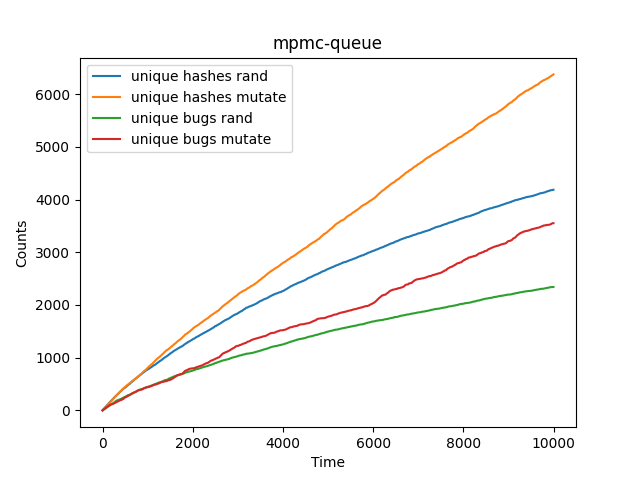 mpmc-queue
unique hashes rand
unique hashes mutate
unique bugs rand
unique bugs mutate
6000
5000
4000
3000
2000
1000
0
Counts
0 2000 4000 6000 8000 10000
Time